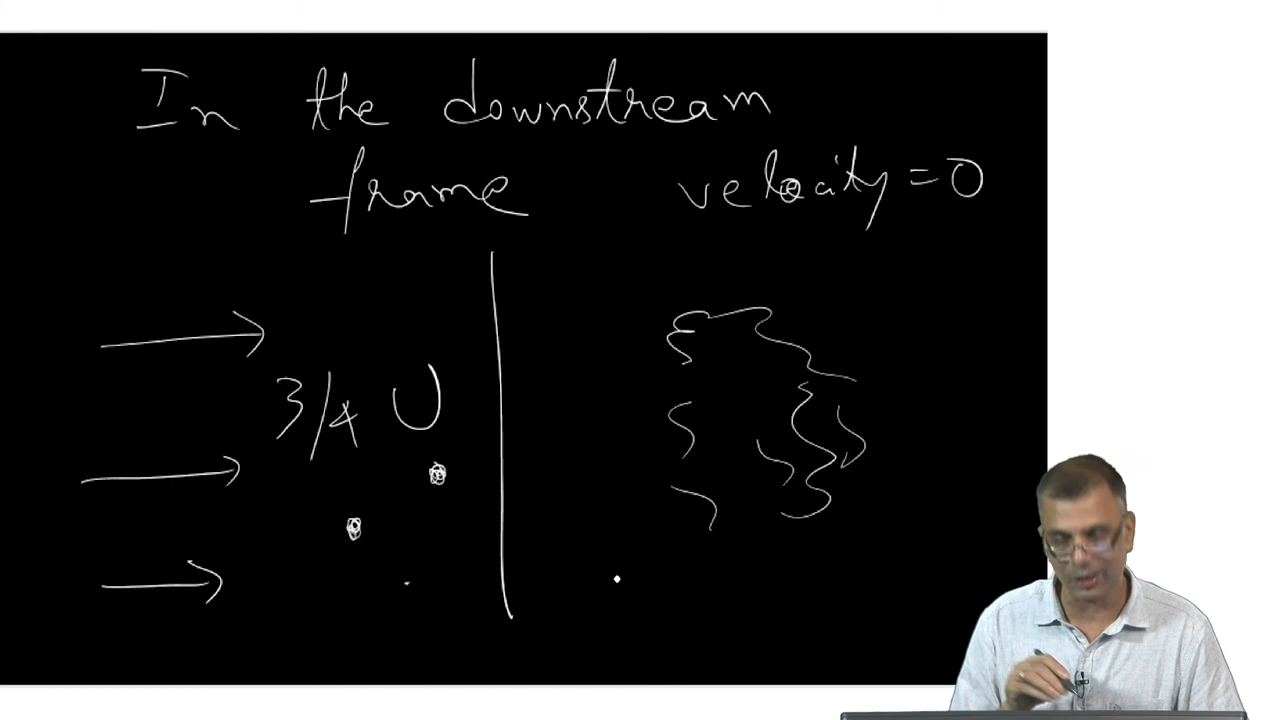 In the downstream
frame velocity = 0
3/4 U